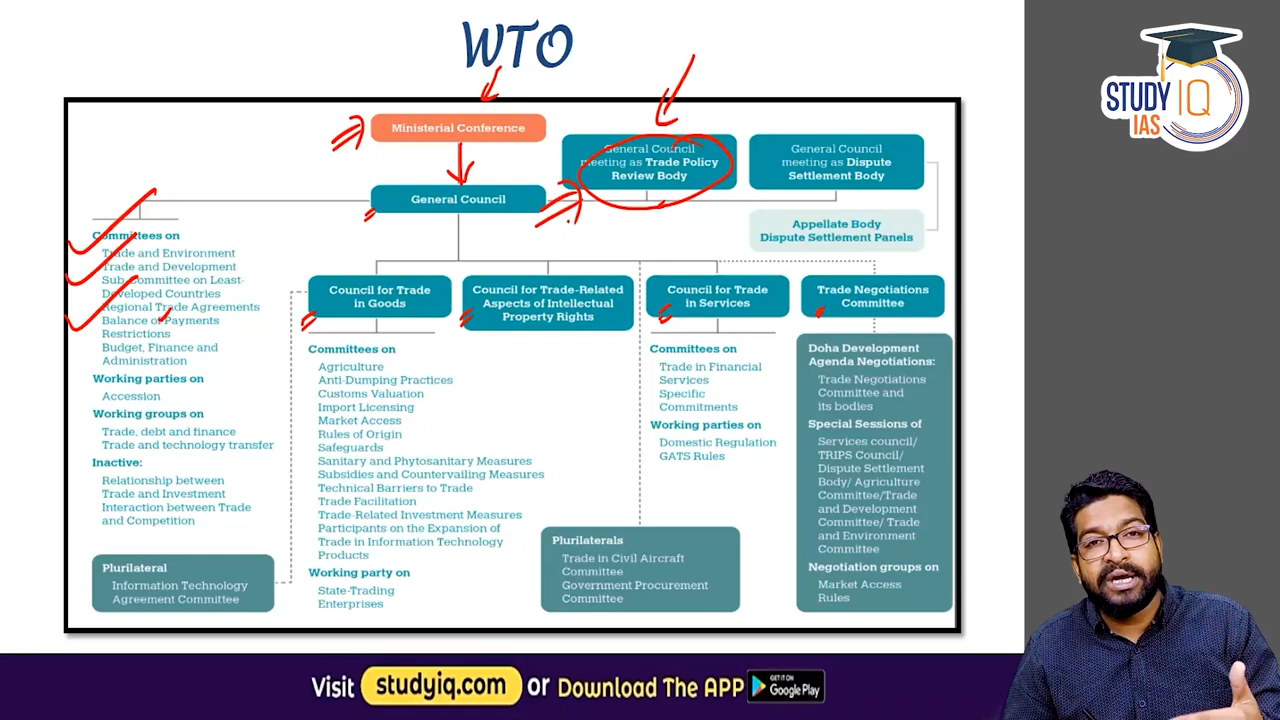 WTO
STUDY IQ
IAS
Ministerial Conference
General Council
meeting as Trade Policy
Review Body
General Council
meeting as Dispute
Settlement Body
General Council
Appellate Body
Dispute Settlement Panels
Committees on
Trade and Environment
Trade and Development
Sub-Committee on Least-
Developed Countries
Regional Trade Agreements
Balance of Payments
Restrictions
Budget, Finance and
Administration
Working parties on
Accession
Working groups on
Trade, debt and finance
Trade and technology transfer
Inactive:
Relationship between
Trade and Investment
Interaction between Trade
and Competition
Plurilateral
Information Technology
Agreement Committee
Council for Trade
in Goods
Committees on
Agriculture
Anti-Dumping Practices
Customs Valuation
Import Licensing
Market Access
Rules of Origin
Safeguards
Sanitary and Phytosanitary Measures
Subsidies and Countervailing Measures
Technical Barriers to Trade
Trade Facilitation
Trade-Related Investment Measures
Participants on the Expansion of
Trade in Information Technology
Products
Working party on
State-Trading
Enterprises
Council for Trade-Related
Aspects of Intellectual
Property Rights
Council for Trade
in Services
Committees on
Trade in Financial
Services
Specific
Commitments
Working parties on
Domestic Regulation
GATS Rules
Plurilaterals
Trade in Civil Aircraft
Committee
Government Procurement
Committee
Trade Negotiations
Committee
Doha Development
Agenda Negotiations:
Trade Negotiations
Committee and
its bodies
Special Sessions of
Services council/
TRIPS Council/
Dispute Settlement
Body/ Agriculture
Committee/Trade
and Development
Committee/ Trade
and Environment
Committee
Negotiation groups on
Market Access
Rules
Visit studyiq.com or Download The APP
GET IT ON
Google Play